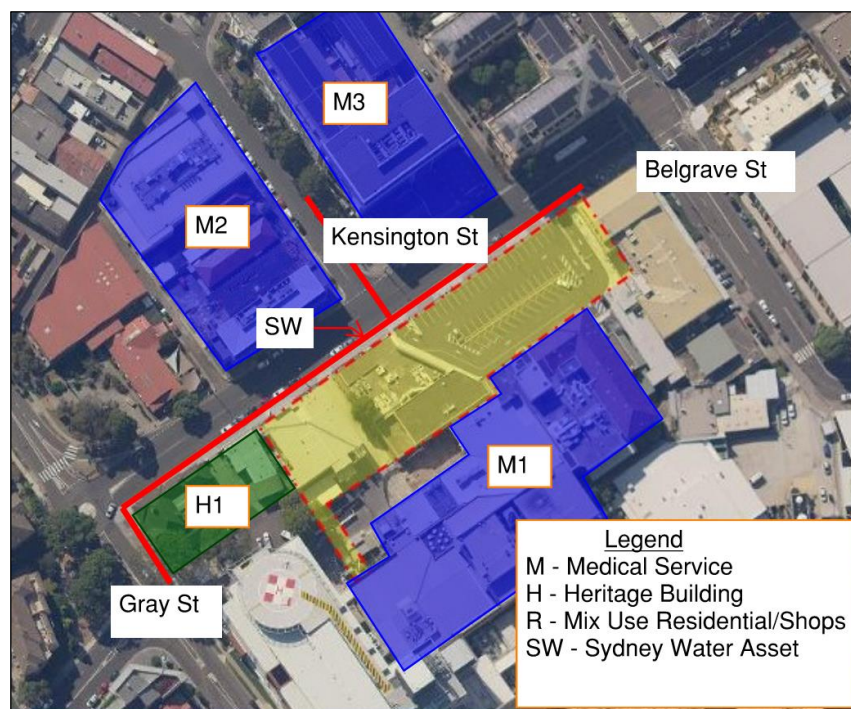 M3
Belgrave St
M2
Kensington St
SW
M1
H1
Gray St
H
Legend
M - Medical Service
H - Heritage Building
R - Mix Use Residential/Shops
SW - Sydney Water Asset